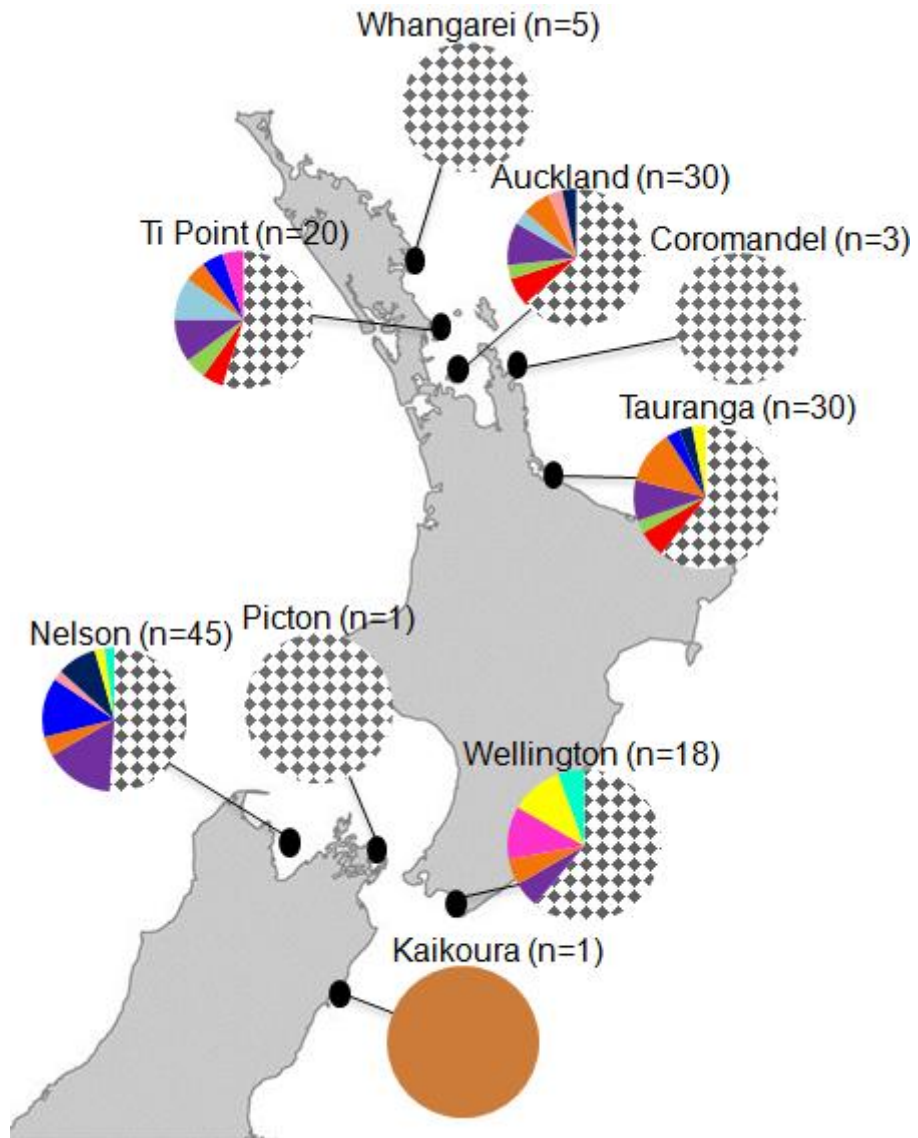 Whangarei (n=5)
Auckland (n=30)
Ti Point (n=20)
Coromandel (n=3)
Tauranga (n=30)
Picton (n=1)
Nelson (n=45)
Wellington (n=18)
Kaikoura (n=1)